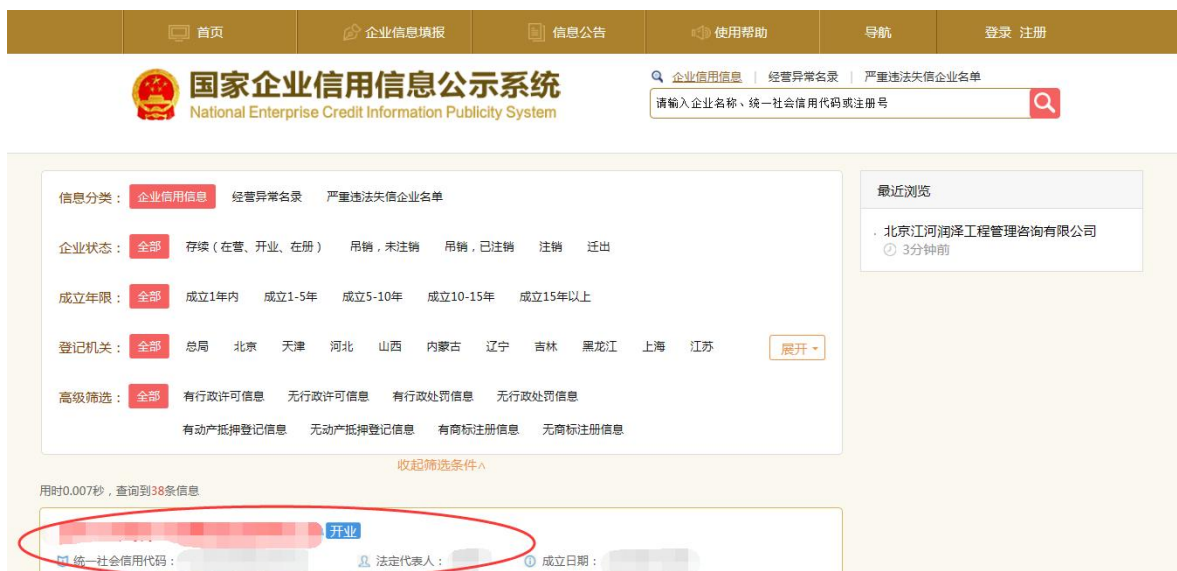 首页 企业信息填报 信息公告 使用帮助 导航 登录 注册
国家企业信用信息公示系统
National Enterprise Credit Information Publicity System
企业信用信息 | 经营异常名录 | 严重违法失信企业名单
请输入企业名称、统一社会信用代码或注册号
信息分类： 企业信用信息 经营异常名录 严重违法失信企业名单
企业状态： 全部 存续（在营、开业、在册） 吊销，未注销 吊销，已注销 注销 迁出
成立年限： 全部 成立1年内 成立1-5年 成立5-10年 成立10-15年 成立15年以上
登记机关： 全部 总局 北京 天津 河北 山西 内蒙古 辽宁 吉林 黑龙江 上海 江苏 展开
高级筛选： 全部 有行政许可信息 无行政许可信息 有行政处罚信息 无行政处罚信息
有动产抵押登记信息 无动产抵押登记信息 有商标注册信息 无商标注册信息
收起筛选条件
最近浏览
北京江河润泽工程管理咨询有限公司
3分钟前
用时0.007秒，查询到38条信息
开业
统一社会信用代码： 法定代表人： 成立日期：